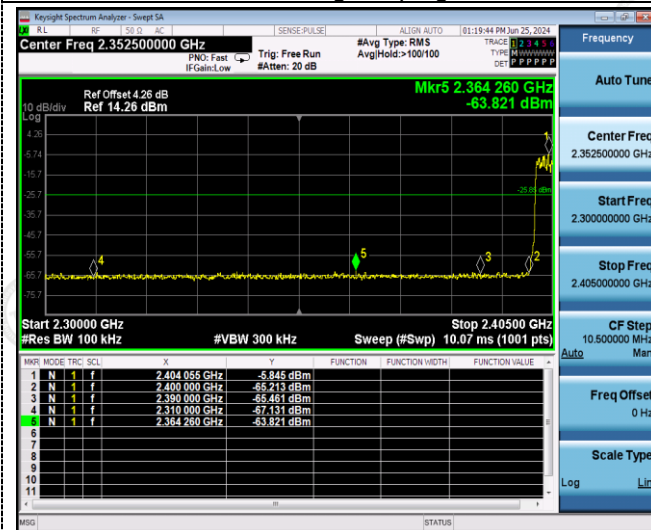 Keysight Spectrum Analyzer - Swept SA
RL RF 50 Ω AC SENSE:PULSE ALIGN AUTO 01:19:44 PM Jun 25, 2024
Center Freq 2.352500000 GHz #Avg Type: RMS TRACE 1 2 3 4 5 6
PNO: Fast Trig: Free Run Avg|Hold:>100/100 TYPE M WWWWW
IFGain:Low #Atten: 20 dB DET P P P P P P
Mkr5 2.364 260 GHz
-63.821 dBm
Ref Offset 4.26 dB
10 dB/div Ref 14.26 dBm
Log
4.26
-5.74
-15.7
-25.7
-35.7
-45.7
-55.7
-65.7
-75.7
1
-25.85 dBm
4
5
3
2
Start 2.30000 GHz Stop 2.40500 GHz
#Res BW 100 kHz #VBW 300 kHz Sweep (#Swp) 10.07 ms (1001 pts)
MKR MODE TRC SCL X Y FUNCTION FUNCTION WIDTH FUNCTION VALUE
1 N 1 f 2.404 055 GHz -5.845 dBm
2 N 1 f 2.400 000 GHz -65.213 dBm
3 N 1 f 2.390 000 GHz -65.461 dBm
4 N 1 f 2.310 000 GHz -67.131 dBm
5 N 1 f 2.364 260 GHz -63.821 dBm
6
7
8
9
10
11
MSG STATUS
Frequency
Auto Tune
Center Freq
2.352500000 GHz
Start Freq
2.300000000 GHz
Stop Freq
2.405000000 GHz
CF Step
10.500000 MHz
Auto Man
Freq Offset
0 Hz
Scale Type
Log Lin